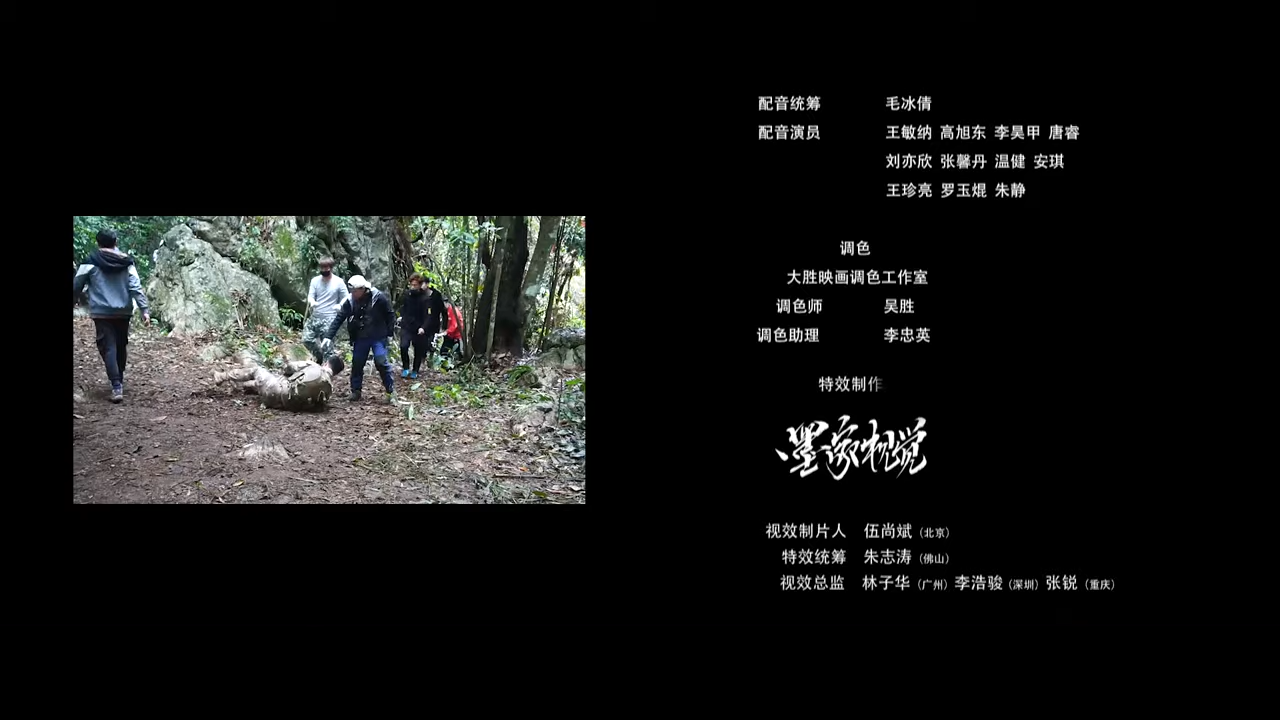 配音统筹 毛冰倩
配音演员 王敏纳 高旭东 李昊甲 唐睿
刘亦欣 张馨丹 温健 安琪
王珍亮 罗玉焜 朱静
调色
大胜映画调色工作室
调色师 吴胜
调色助理 李忠英
特效制作
墨家视觉
视效制片人 伍尚斌（北京）
特效统筹 朱志涛（佛山）
视效总监 林子华（广州）李浩骏（深圳）张锐（重庆）